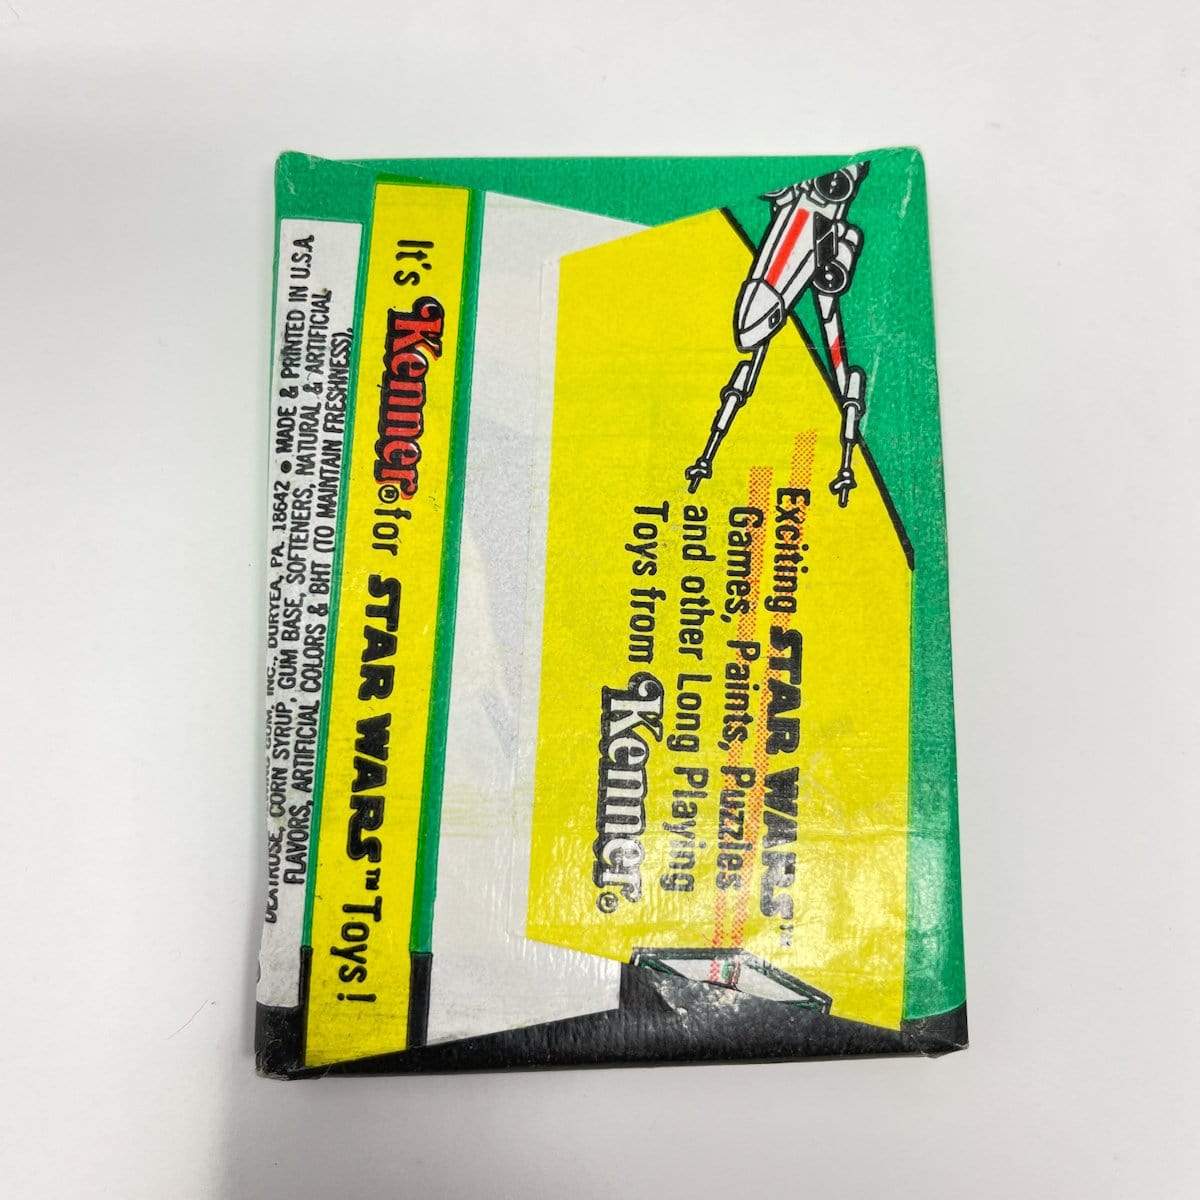 Exciting STAR WARS™
Games, Paints, Puzzles
and other Long Playing
Toys from Kenner®
It's Kenner® for STAR WARS™ Toys!
GUM, INC., DURYEA, PA. 18642 • MADE & PRINTED IN U.S.A.
DEXTROSE, CORN SYRUP, GUM BASE, SOFTENERS, NATURAL & ARTIFICIAL
FLAVORS, ARTIFICIAL COLORS & BHT (TO MAINTAIN FRESHNESS).